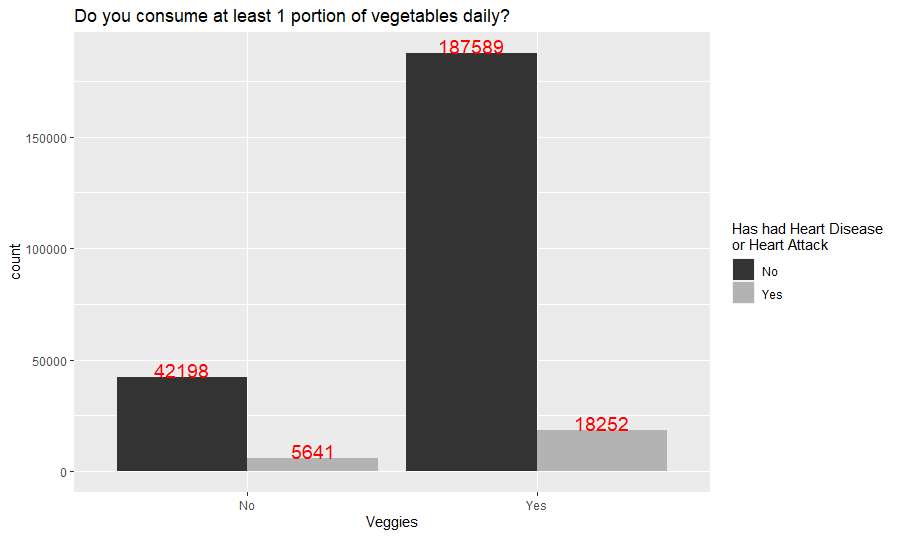 Do you consume at least 1 portion of vegetables daily?
187589
150000
100000
count
50000
42198
18252
5641
0
No
Yes
Veggies
Has had Heart Disease
or Heart Attack
No
Yes